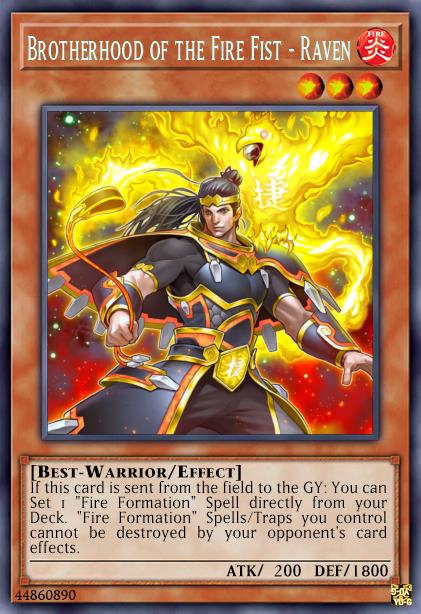 BROTHERHOOD OF THE FIRE FIST - RAVEN
FIRE
炎
捷
捷
[BEST-WARRIOR/EFFECT]
If this card is sent from the field to the GY: You can
Set 1 "Fire Formation" Spell directly from your
Deck. "Fire Formation" Spells/Traps you control
cannot be destroyed by your opponent's card
effects.
ATK/ 200 DEF/1800
44860890